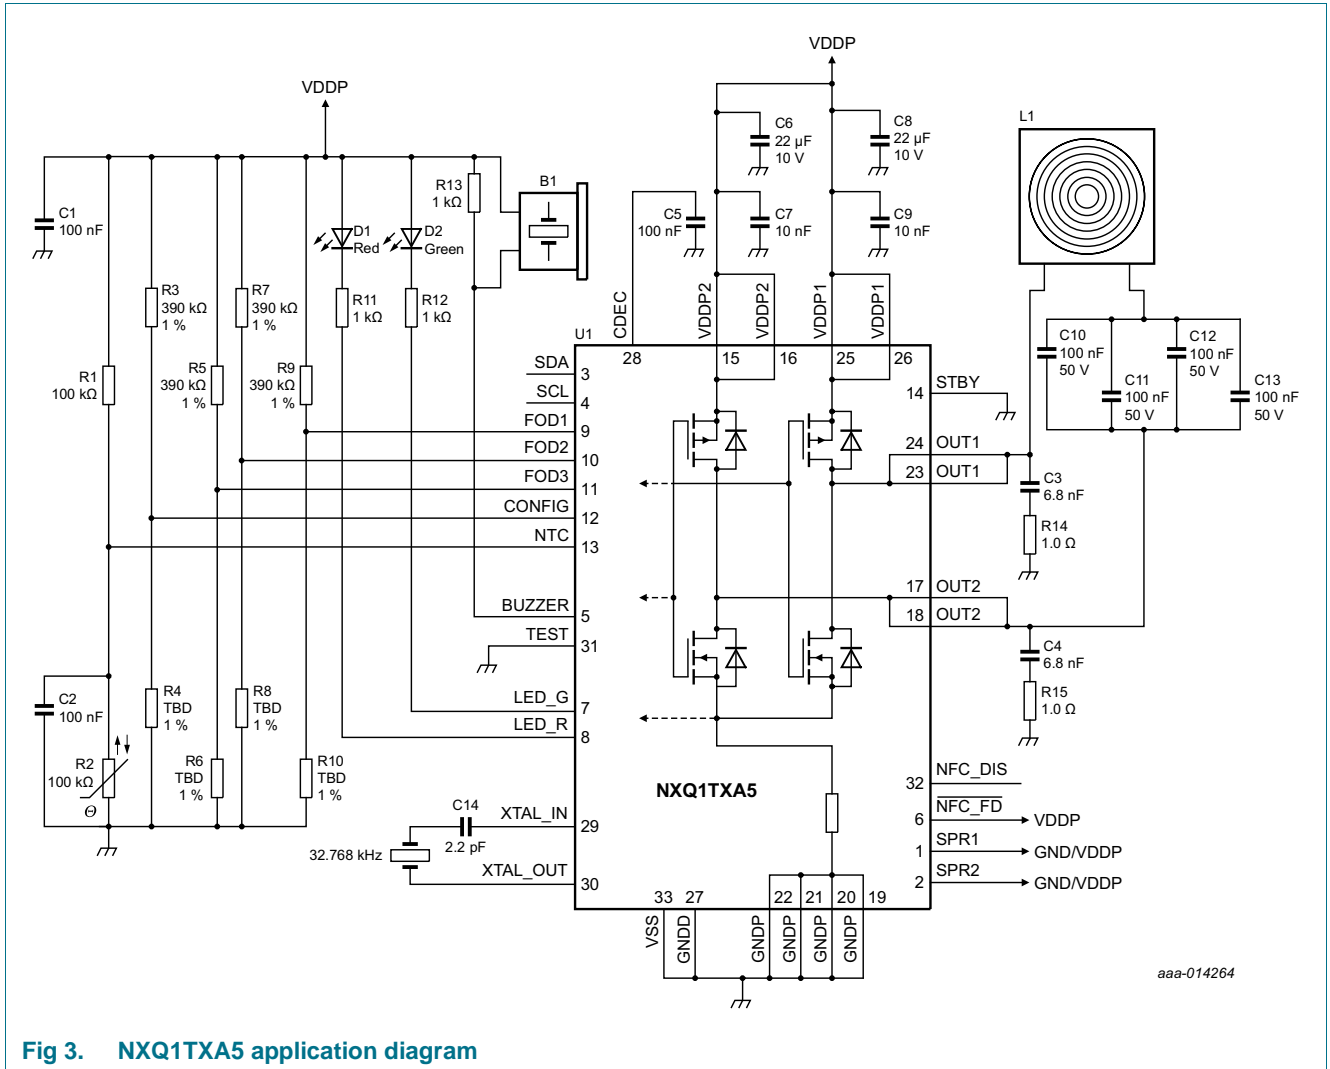 VDDP
VDDP
L1
C6
22 µF
10 V
C8
22 µF
10 V
C1
100 nF
R13
1 kΩ
B1
C5
100 nF
C7
10 nF
C9
10 nF
D1
Red
D2
Green
R3
390 kΩ
1 %
R7
390 kΩ
1 %
R11
1 kΩ
R12
1 kΩ
R1
100 kΩ
R5
390 kΩ
1 %
R9
390 kΩ
1 %
CDEC
VDDP2
VDDP2
VDDP1
VDDP1
U1
28
15
16
25
26
C10
100 nF
50 V
C12
100 nF
50 V
C11
100 nF
50 V
C13
100 nF
50 V
SDA
3
SCL
4
FOD1
9
FOD2
10
FOD3
11
CONFIG
12
NTC
13
BUZZER
5
TEST
31
LED_G
7
LED_R
8
XTAL_IN
29
XTAL_OUT
30
14
STBY
24
OUT1
23
OUT1
C3
6.8 nF
R14
1.0 Ω
17
OUT2
18
OUT2
C4
6.8 nF
R15
1.0 Ω
C2
100 nF
R2
100 kΩ
Θ
R4
TBD
1 %
R8
TBD
1 %
R6
TBD
1 %
R10
TBD
1 %
C14
2.2 pF
32.768 kHz
NXQ1TXA5
32
NFC_DIS
6
NFC_FD
VDDP
1
SPR1
GND/VDDP
2
SPR2
GND/VDDP
33
27
22
21
20
19
VSS
GNDD
GNDP
GNDP
GNDP
GNDP
aaa-014264
Fig 3. NXQ1TXA5 application diagram